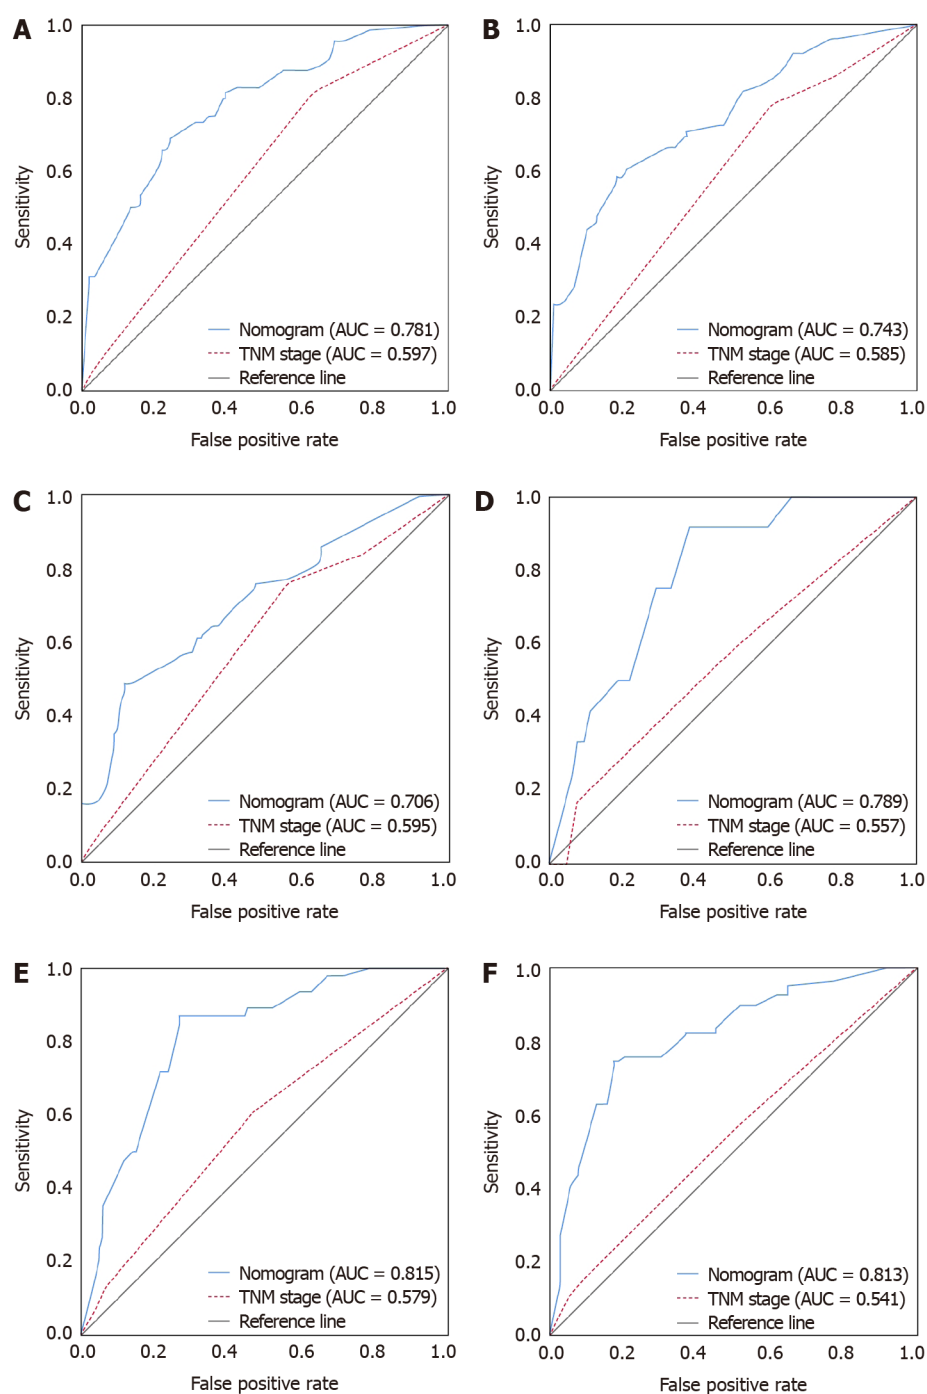 A
B
1.0
0.8
0.6
0.4
0.2
0.0
Sensitivity
Nomogram (AUC = 0.781)
TNM stage (AUC = 0.597)
Reference line
0.0 0.2 0.4 0.6 0.8 1.0
False positive rate
1.0
0.8
0.6
0.4
0.2
0.0
Sensitivity
Nomogram (AUC = 0.743)
TNM stage (AUC = 0.585)
Reference line
0.0 0.2 0.4 0.6 0.8 1.0
False positive rate
C
D
1.0
0.8
0.6
0.4
0.2
0.0
Sensitivity
Nomogram (AUC = 0.706)
TNM stage (AUC = 0.595)
Reference line
0.0 0.2 0.4 0.6 0.8 1.0
False positive rate
1.0
0.8
0.6
0.4
0.2
0.0
Sensitivity
Nomogram (AUC = 0.789)
TNM stage (AUC = 0.557)
Reference line
0.0 0.2 0.4 0.6 0.8 1.0
False positive rate
E
F
1.0
0.8
0.6
0.4
0.2
0.0
Sensitivity
Nomogram (AUC = 0.815)
TNM stage (AUC = 0.579)
Reference line
0.0 0.2 0.4 0.6 0.8 1.0
False positive rate
1.0
0.8
0.6
0.4
0.2
0.0
Sensitivity
Nomogram (AUC = 0.813)
TNM stage (AUC = 0.541)
Reference line
0.0 0.2 0.4 0.6 0.8 1.0
False positive rate